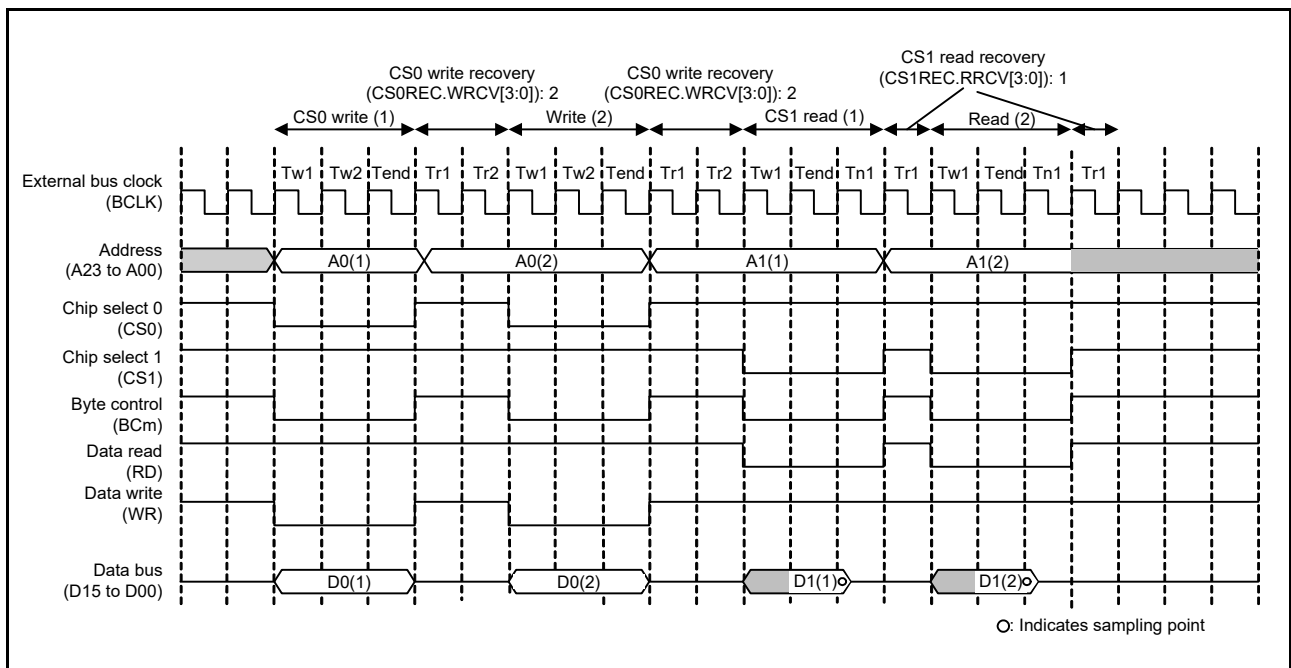 CS1 read recovery
(CS1REC.RRCV[3:0]): 1
CS0 write recovery
(CS0REC.WRCV[3:0]): 2
CS0 write recovery
(CS0REC.WRCV[3:0]): 2
CS0 write (1)
Write (2)
CS1 read (1)
Read (2)
Tw1 Tw2 Tend Tr1 Tr2 Tw1 Tw2 Tend Tr1 Tr2 Tw1 Tend Tn1 Tr1 Tw1 Tend Tn1 Tr1
External bus clock
(BCLK)
Address
(A23 to A00)
A0(1) A0(2) A1(1) A1(2)
Chip select 0
(CS0)
Chip select 1
(CS1)
Byte control
(BCm)
Data read
(RD)
Data write
(WR)
Data bus
(D15 to D00)
D0(1) D0(2) D1(1) D1(2)
: Indicates sampling point